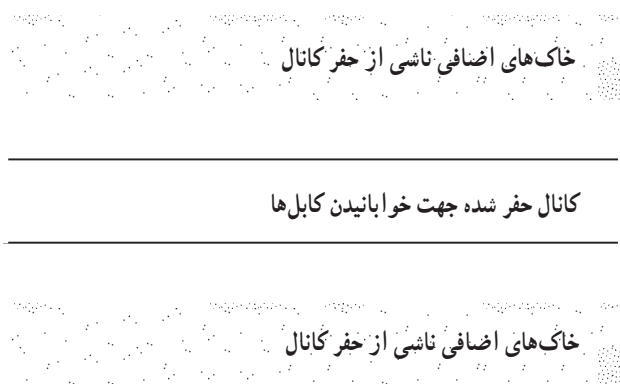 خاک‌های اضافی ناشی از حفر کانال
کانال حفر شده جهت خوابانیدن کابل‌ها
خاک‌های اضافی ناشی از حفر کانال